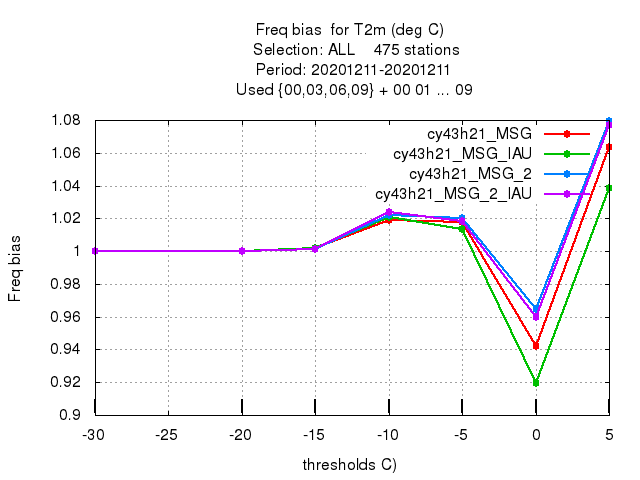 Freq bias  for T2m (deg C)
Selection: ALL    475 stations
Period: 20201211-20201211
Used {00,03,06,09} + 00 01 ... 09
1.08
1.06
1.04
1.02
1
0.98
0.96
0.94
0.92
0.9
Freq bias
cy43h21_MSG
cy43h21_MSG_IAU
cy43h21_MSG_2
cy43h21_MSG_2_IAU
-30 -25 -20 -15 -10 -5 0 5
thresholds C)